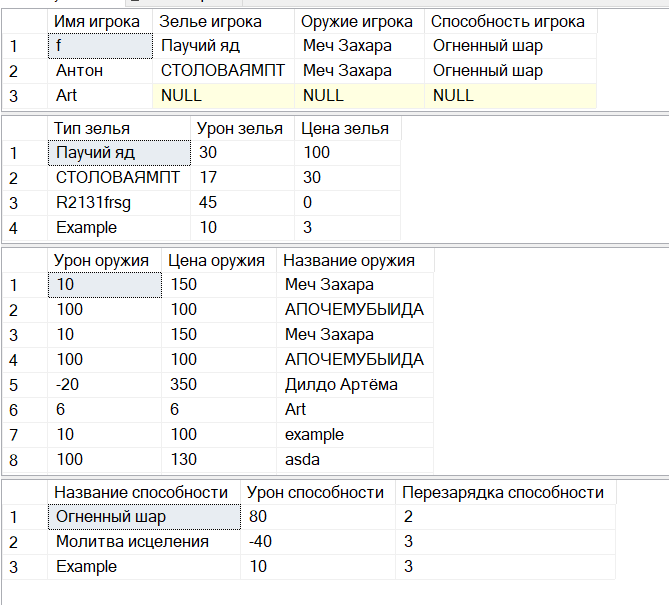 Имя игрока Зелье игрока Оружие игрока Способность игрока
1 f Паучий яд Меч Захара Огненный шар
2 Антон СТОЛОВАЯМПТ Меч Захара Огненный шар
3 Art NULL NULL NULL
Тип зелья Урон зелья Цена зелья
1 Паучий яд 30 100
2 СТОЛОВАЯМПТ 17 30
3 R2131frsg 45 0
4 Example 10 3
Урон оружия Цена оружия Название оружия
1 10 150 Меч Захара
2 100 100 АПОЧЕМУБЫИДА
3 10 150 Меч Захара
4 100 100 АПОЧЕМУБЫИДА
5 -20 350 Дилдо Артёма
6 6 6 Art
7 10 100 example
8 100 130 asda
Название способности Урон способности Перезарядка способности
1 Огненный шар 80 2
2 Молитва исцеления -40 3
3 Example 10 3